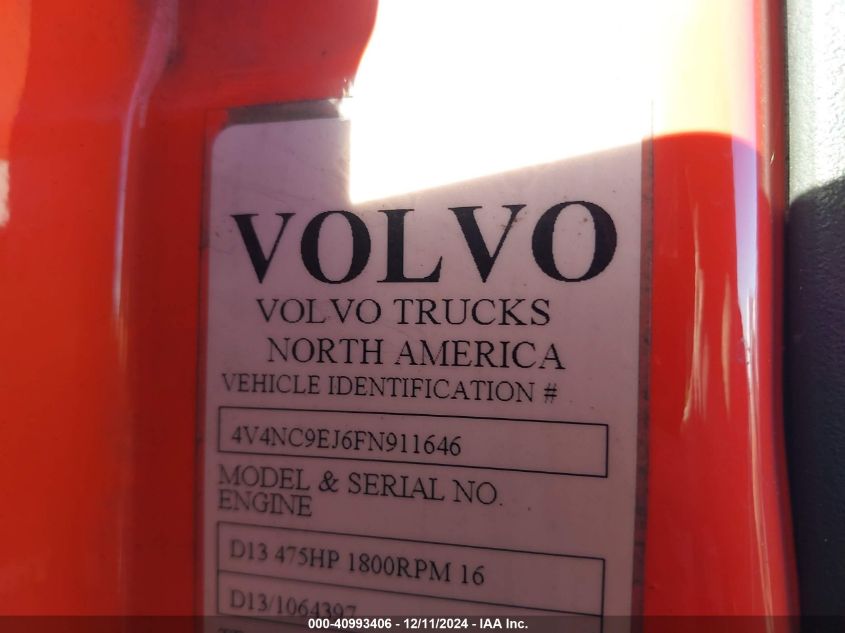 VOLVO
VOLVO TRUCKS
NORTH AMERICA
VEHICLE IDENTIFICATION #
4V4NC9EJ6FN911646
MODEL & SERIAL NO.
ENGINE
D13 475HP 1800RPM 16
D13/1064397
000-40993406 - 12/11/2024 - IAA Inc.